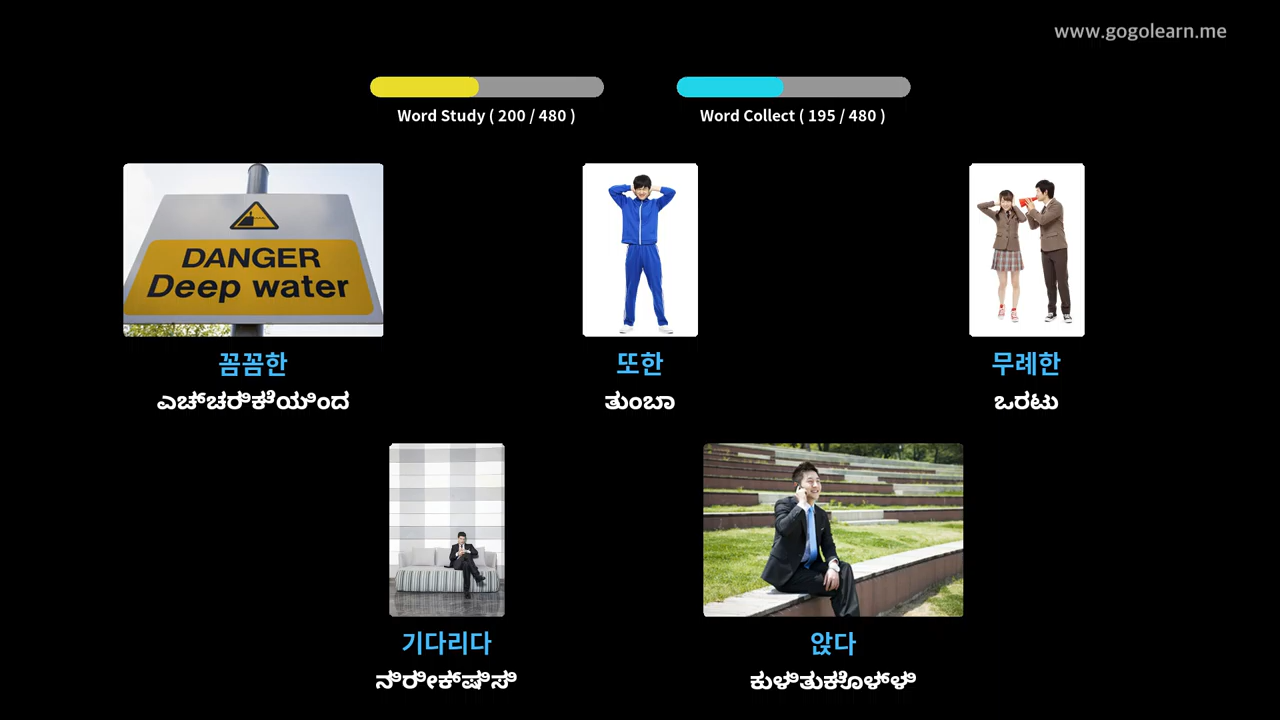 www.gogolearn.me
Word Study ( 200 / 480 )
Word Collect ( 195 / 480 )
DANGER
Deep water
꼼꼼한
ಎಚ್ಚರಿಕೆಯಿಂದ
또한
ತುಂಬಾ
무례한
ಒರಟು
기다리다
ನಿರೀಕ್ಷಿಸಿ
앉다
ಕುಳಿತುಕೊಳ್ಳಿ